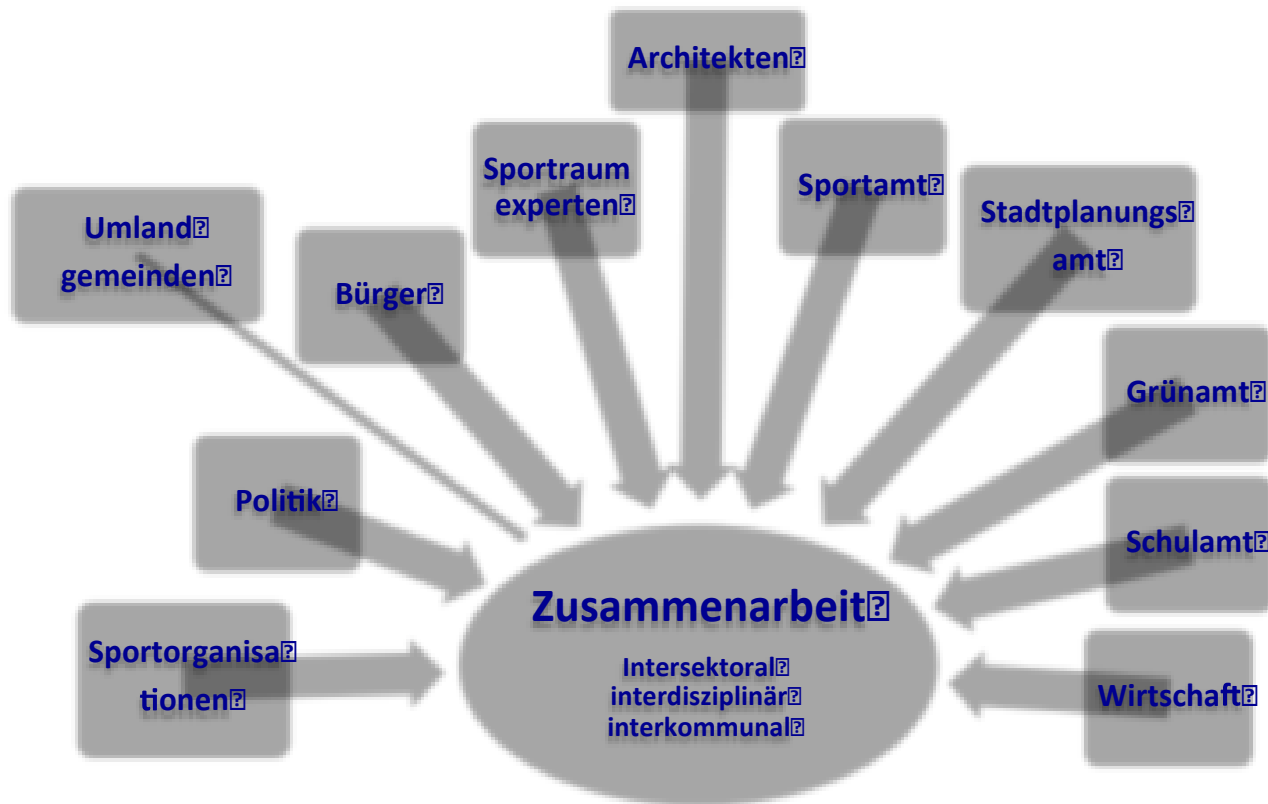 Architekten
Sportraum
experten
Sportamt
Stadtplanungs
amt
Umland
gemeinden
Bürger
Grünamt
Politik
Schulamt
Sportorganisa
tionen
Wirtschaft
Zusammenarbeit
Intersektoral
interdisziplinär
interkommunal